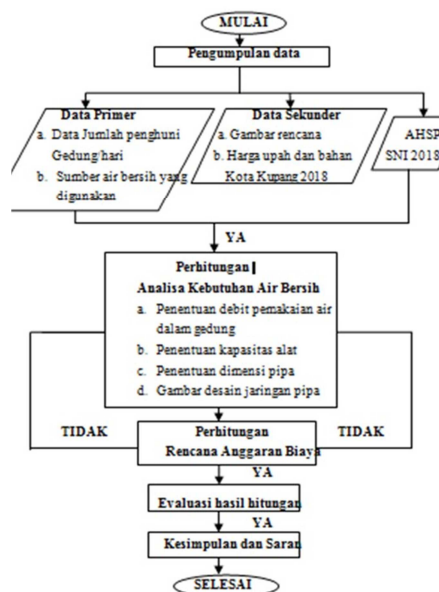 MULAI
Pengumpulan data
Data Primer
a. Data Jumlah penghuni
Gedung/hari
b. Sumber air bersih yang
digunakan
Data Sekunder
a. Gambar rencana
b. Harga upah dan bahan
Kota Kupang 2018
AHSP
SNI 2018
YA
Perhitungan
Analisa Kebutuhan Air Bersih
a. Penentuan debit pemakaian air
dalam gedung
b. Penentuan kapasitas alat
c. Penentuan dimensi pipa
d. Gambar desain jaringan pipa
TIDAK
TIDAK
Perhitungan
Rencana Anggaran Biaya
YA
Evaluasi hasil hitungan
YA
Kesimpulan dan Saran
SELESAI